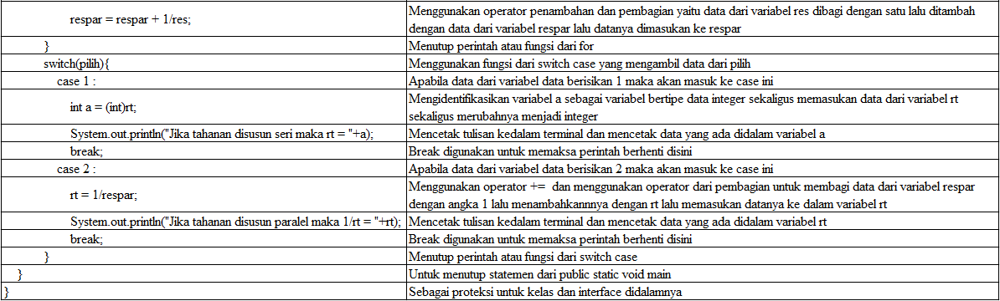 respar = respar + 1/res;
Menggunakan operator penambahan dan pembagian yaitu data dari variabel res dibagi dengan satu lalu ditambah
dengan data dari variabel respar lalu datanya dimasukan ke respar
}
Menutup perintah atau fungsi dari for
switch(pilih){
Menggunakan fungsi dari switch case yang mengambil data dari pilih
case 1 :
Apabila data dari variabel data berisikan 1 maka akan masuk ke case ini
int a = (int)rt;
Mengidentifikasikan variabel a sebagai variabel bertipe data integer sekaligus memasukan data dari variabel rt
sekaligus merubahnya menjadi integer
System.out.println("Jika tahanan disusun seri maka rt = "+a);
Mencetak tulisan kedalam terminal dan mencetak data yang ada didalam variabel a
break;
Break digunakan untuk memaksa perintah berhenti disini
case 2 :
Apabila data dari variabel data berisikan 2 maka akan masuk ke case ini
rt = 1/respar;
Menggunakan operator += dan menggunakan operator dari pembagian untuk membagi data dari variabel respar
dengan angka 1 lalu menambahkannnya dengan rt lalu memasukan datanya ke dalam variabel rt
System.out.println("Jika tahanan disusun paralel maka 1/rt = "+rt);
Mencetak tulisan kedalam terminal dan mencetak data yang ada didalam variabel rt
break;
Break digunakan untuk memaksa perintah berhenti disini
}
Menutup perintah atau fungsi dari switch case
}
Untuk menutup statemen dari public static void main
}
Sebagai proteksi untuk kelas dan interface didalamnya